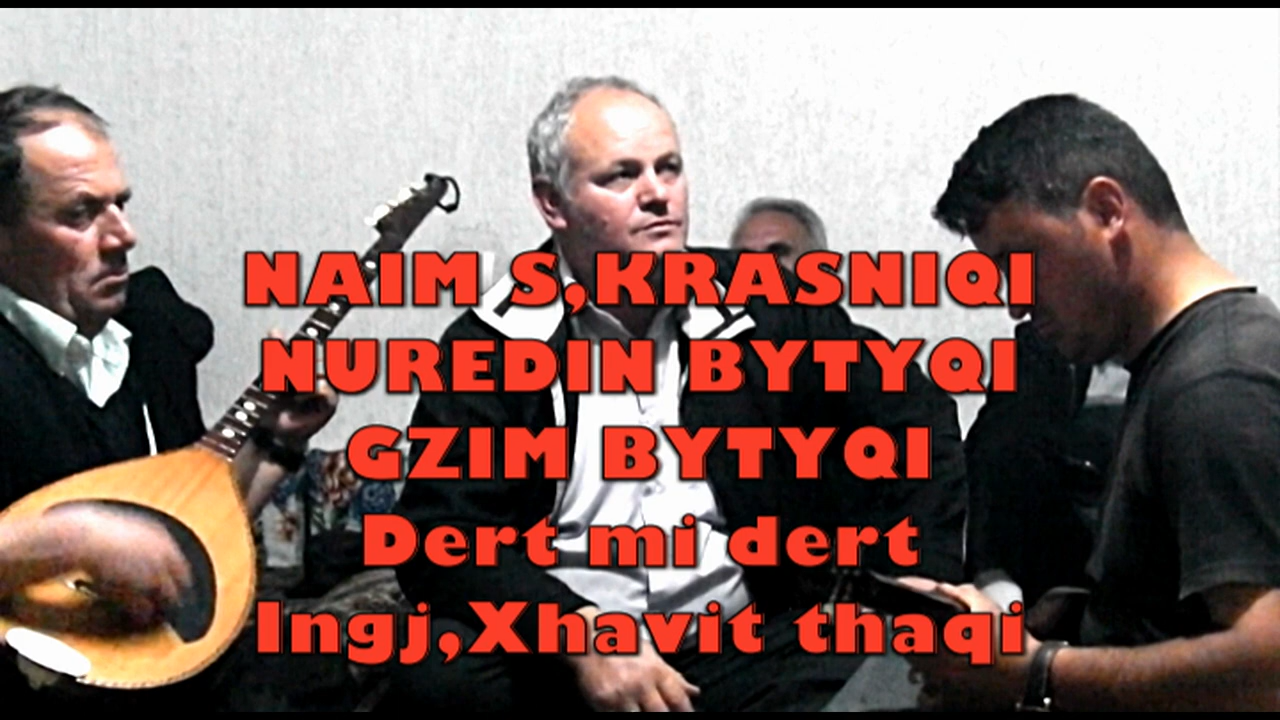 NAIM S,KRASNIQI
NUREDIN BYTYQI
GZIM BYTYQI
Dert mi dert
Ingj,Xhavit thaqi